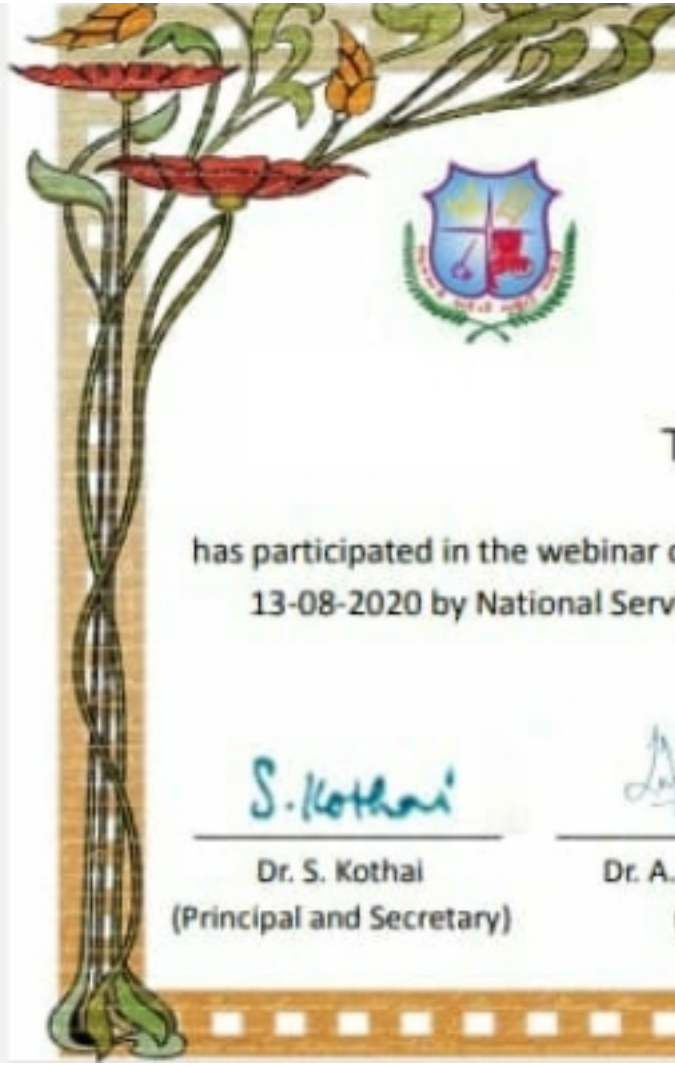 T
has participated in the webinar
13-08-2020 by National Serv
S. Kothai
Dr. S. Kothai
Dr. A.
(Principal and Secretary)